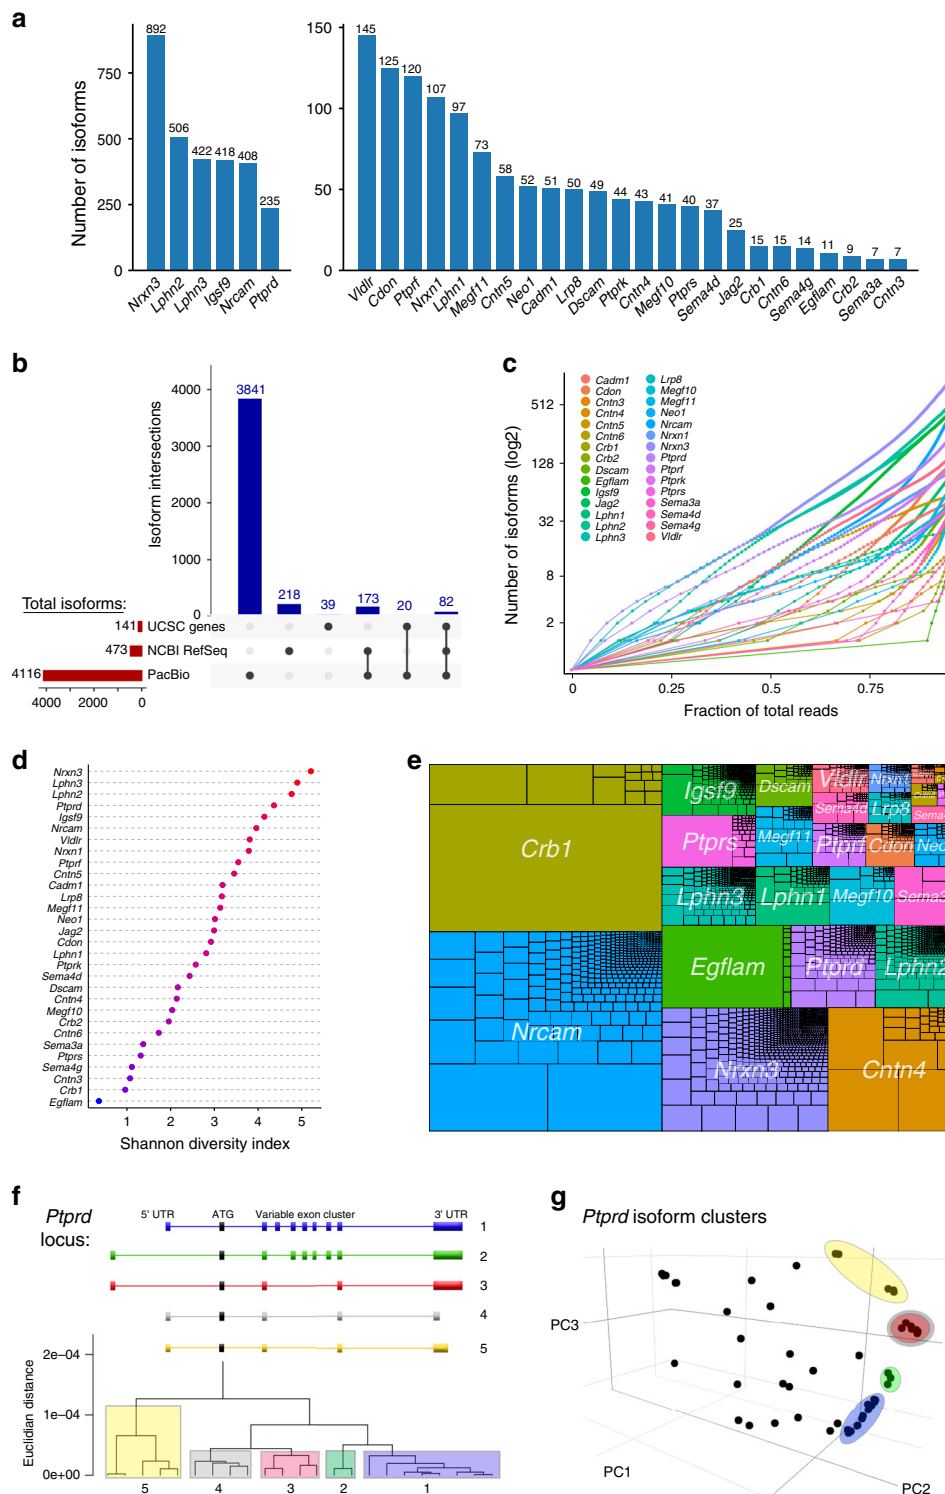 a
Number of isoforms
750
500
250
0
892
506
422
418
408
235
Nrxn3
Lphn2
Lphn3
Igsf9
Nrcam
Ptprd
150
100
50
0
145
125
120
107
97
73
58
52
51
50
49
44
43
41
40
37
25
15
15
14
11
9
7
7
Vldlr
Cdon
Ptprf
Nrxn1
Lphn1
Megf11
Cntn5
Neo1
Cadm1
Lrp8
Dscam
Ptprk
Cntn4
Megf10
Ptprs
Sema4d
Jag2
Crb1
Cntn6
Sema4g
Egflam
Crb2
Sema3a
Cntn3
b
Isoform intersections
4000
3000
2000
1000
0
3841
218
39
173
20
82
Total isoforms:
141 UCSC genes
473 NCBI RefSeq
4116 PacBio
4000 2000 0
c
Number of isoforms (log2)
512
128
32
8
2
Cadm1
Cdon
Cntn3
Cntn4
Cntn5
Cntn6
Crb1
Crb2
Dscam
Egflam
Igsf9
Jag2
Lphn1
Lphn2
Lphn3
Lrp8
Megf10
Megf11
Neo1
Nrcam
Nrxn1
Nrxn3
Ptprd
Ptprf
Ptprk
Ptprs
Sema3a
Sema4d
Sema4g
Vldlr
0 0.25 0.5 0.75
Fraction of total reads
d
Nrxn3
Lphn3
Lphn2
Ptprd
Igsf9
Nrcam
Vldlr
Nrxn1
Ptprf
Cntn5
Cadm1
Lrp8
Megf11
Neo1
Jag2
Cdon
Lphn1
Ptprk
Sema4d
Dscam
Cntn4
Megf10
Crb2
Cntn6
Sema3a
Ptprs
Sema4g
Cntn3
Crb1
Egflam
1 2 3 4 5
Shannon diversity index
e
Crb1
Igsf9
Dscam
Vldlr
Nrxn1
Sema4d
Lrp8
Ptprs
Megf11
Ptprf
Cdon
Neo
Lphn3
Lphn1
Megf10
Sema3
Egflam
Ptprd
Lphn2
Nrcam
Nrxn3
Cntn4
f
Ptprd
locus:
5' UTR
ATG
Variable exon cluster
3' UTR
1
2
3
4
5
Euclidian distance
2e−04
1e−04
0e+00
5 4 3 2 1
g
Ptprd isoform clusters
PC3
PC1
PC2